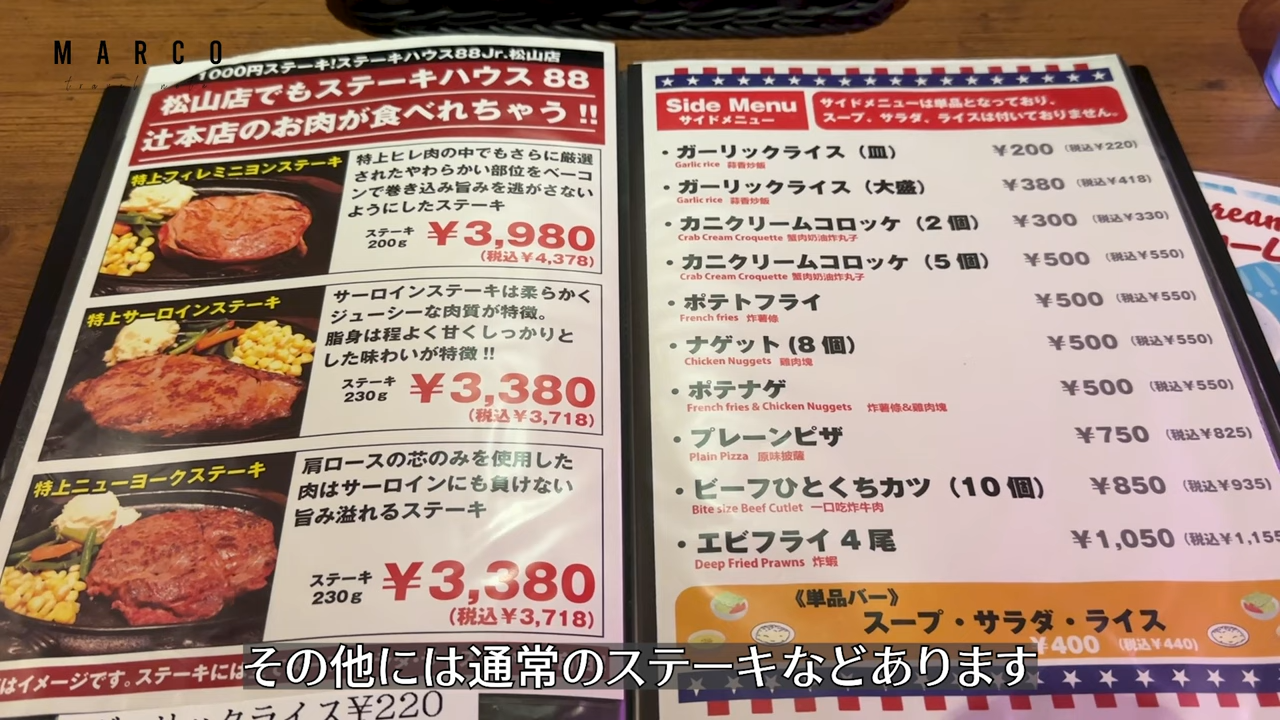 MARCO
1000円ステーキ!ステーキハウス88Jr.松山店
松山店でもステーキハウス 88
辻本店のお肉が食べれちゃう !!
特上フィレミニヨンステーキ
特上ヒレ肉の中でもさらに厳選
されたやわらかい部位をベーコ
ンで巻き込み旨みを逃がさない
ようにしたステーキ
ステーキ
200g
¥3,980
(税込¥4,378)
特上サーロインステーキ
サーロインステーキは柔らかく
ジューシーな肉質が特徴。
脂身は程よく甘くしっかりと
した味わいが特徴 !!
ステーキ
230g
¥3,380
(税込¥3,718)
特上ニューヨークステーキ
肩ロースの芯のみを使用した
肉はサーロインにも負けない
旨み溢れるステーキ
ステーキ
230g
¥3,380
(税込¥3,718)
はイメージです。ステーキには
ガーリックライス¥220
Side Menu
サイドメニュー
サイドメニューは単品となっており、
スープ、サラダ、ライスは付いておりません。
・ガーリックライス（皿） ¥200 (税込¥220)
Garlic rice 蒜香炒飯
・ガーリックライス（大盛） ¥380 (税込¥418)
Garlic rice 蒜香炒飯
・カニクリームコロッケ（2個） ¥300 (税込¥330)
Crab Cream Croquette 蟹肉奶油炸丸子
・カニクリームコロッケ（5個） ¥500 (税込¥550)
Crab Cream Croquette 蟹肉奶油炸丸子
・ポテトフライ ¥500 (税込¥550)
French fries 炸薯條
・ナゲット (8個) ¥500 (税込¥550)
Chicken Nuggets 鶏肉塊
・ポテナゲ ¥500 (税込¥550)
French fries & Chicken Nuggets 炸薯條&雞肉塊
・プレーンピザ ¥750 (税込¥825)
Plain Pizza 原味披薩
・ビーフひとくちカツ（10個） ¥850 (税込¥935)
Bite size Beef Cutlet 一口吃炸牛肉
・エビフライ 4 尾 ¥1,050 (税込¥1,155
Deep Fried Prawns 炸蝦
《単品バー》
スープ・サラダ・ライス
¥400 (税込¥440)
その他には通常のステーキなどあります